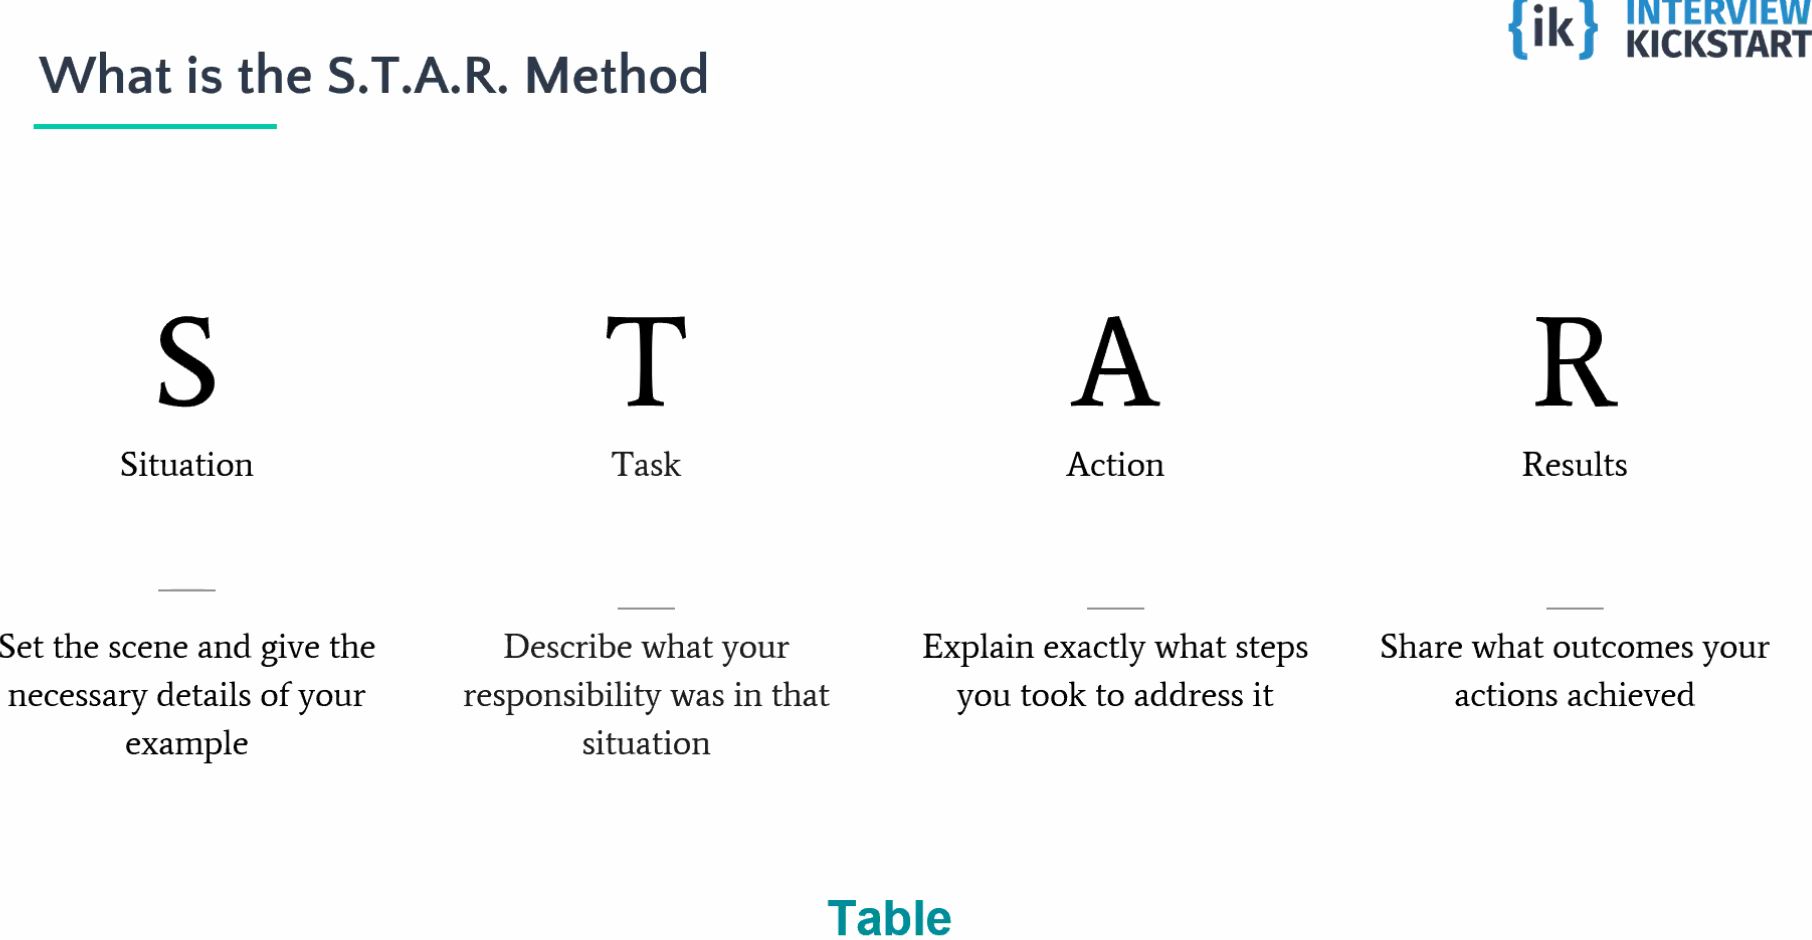 INTERVIEW
KICKSTART
{ik}
What is the S.T.A.R. Method
S
Situation
Set the scene and give the
necessary details of your
example
T
Task
Describe what your
responsibility was in that
situation
A
Action
Explain exactly what steps
you took to address it
R
Results
Share what outcomes your
actions achieved
Table